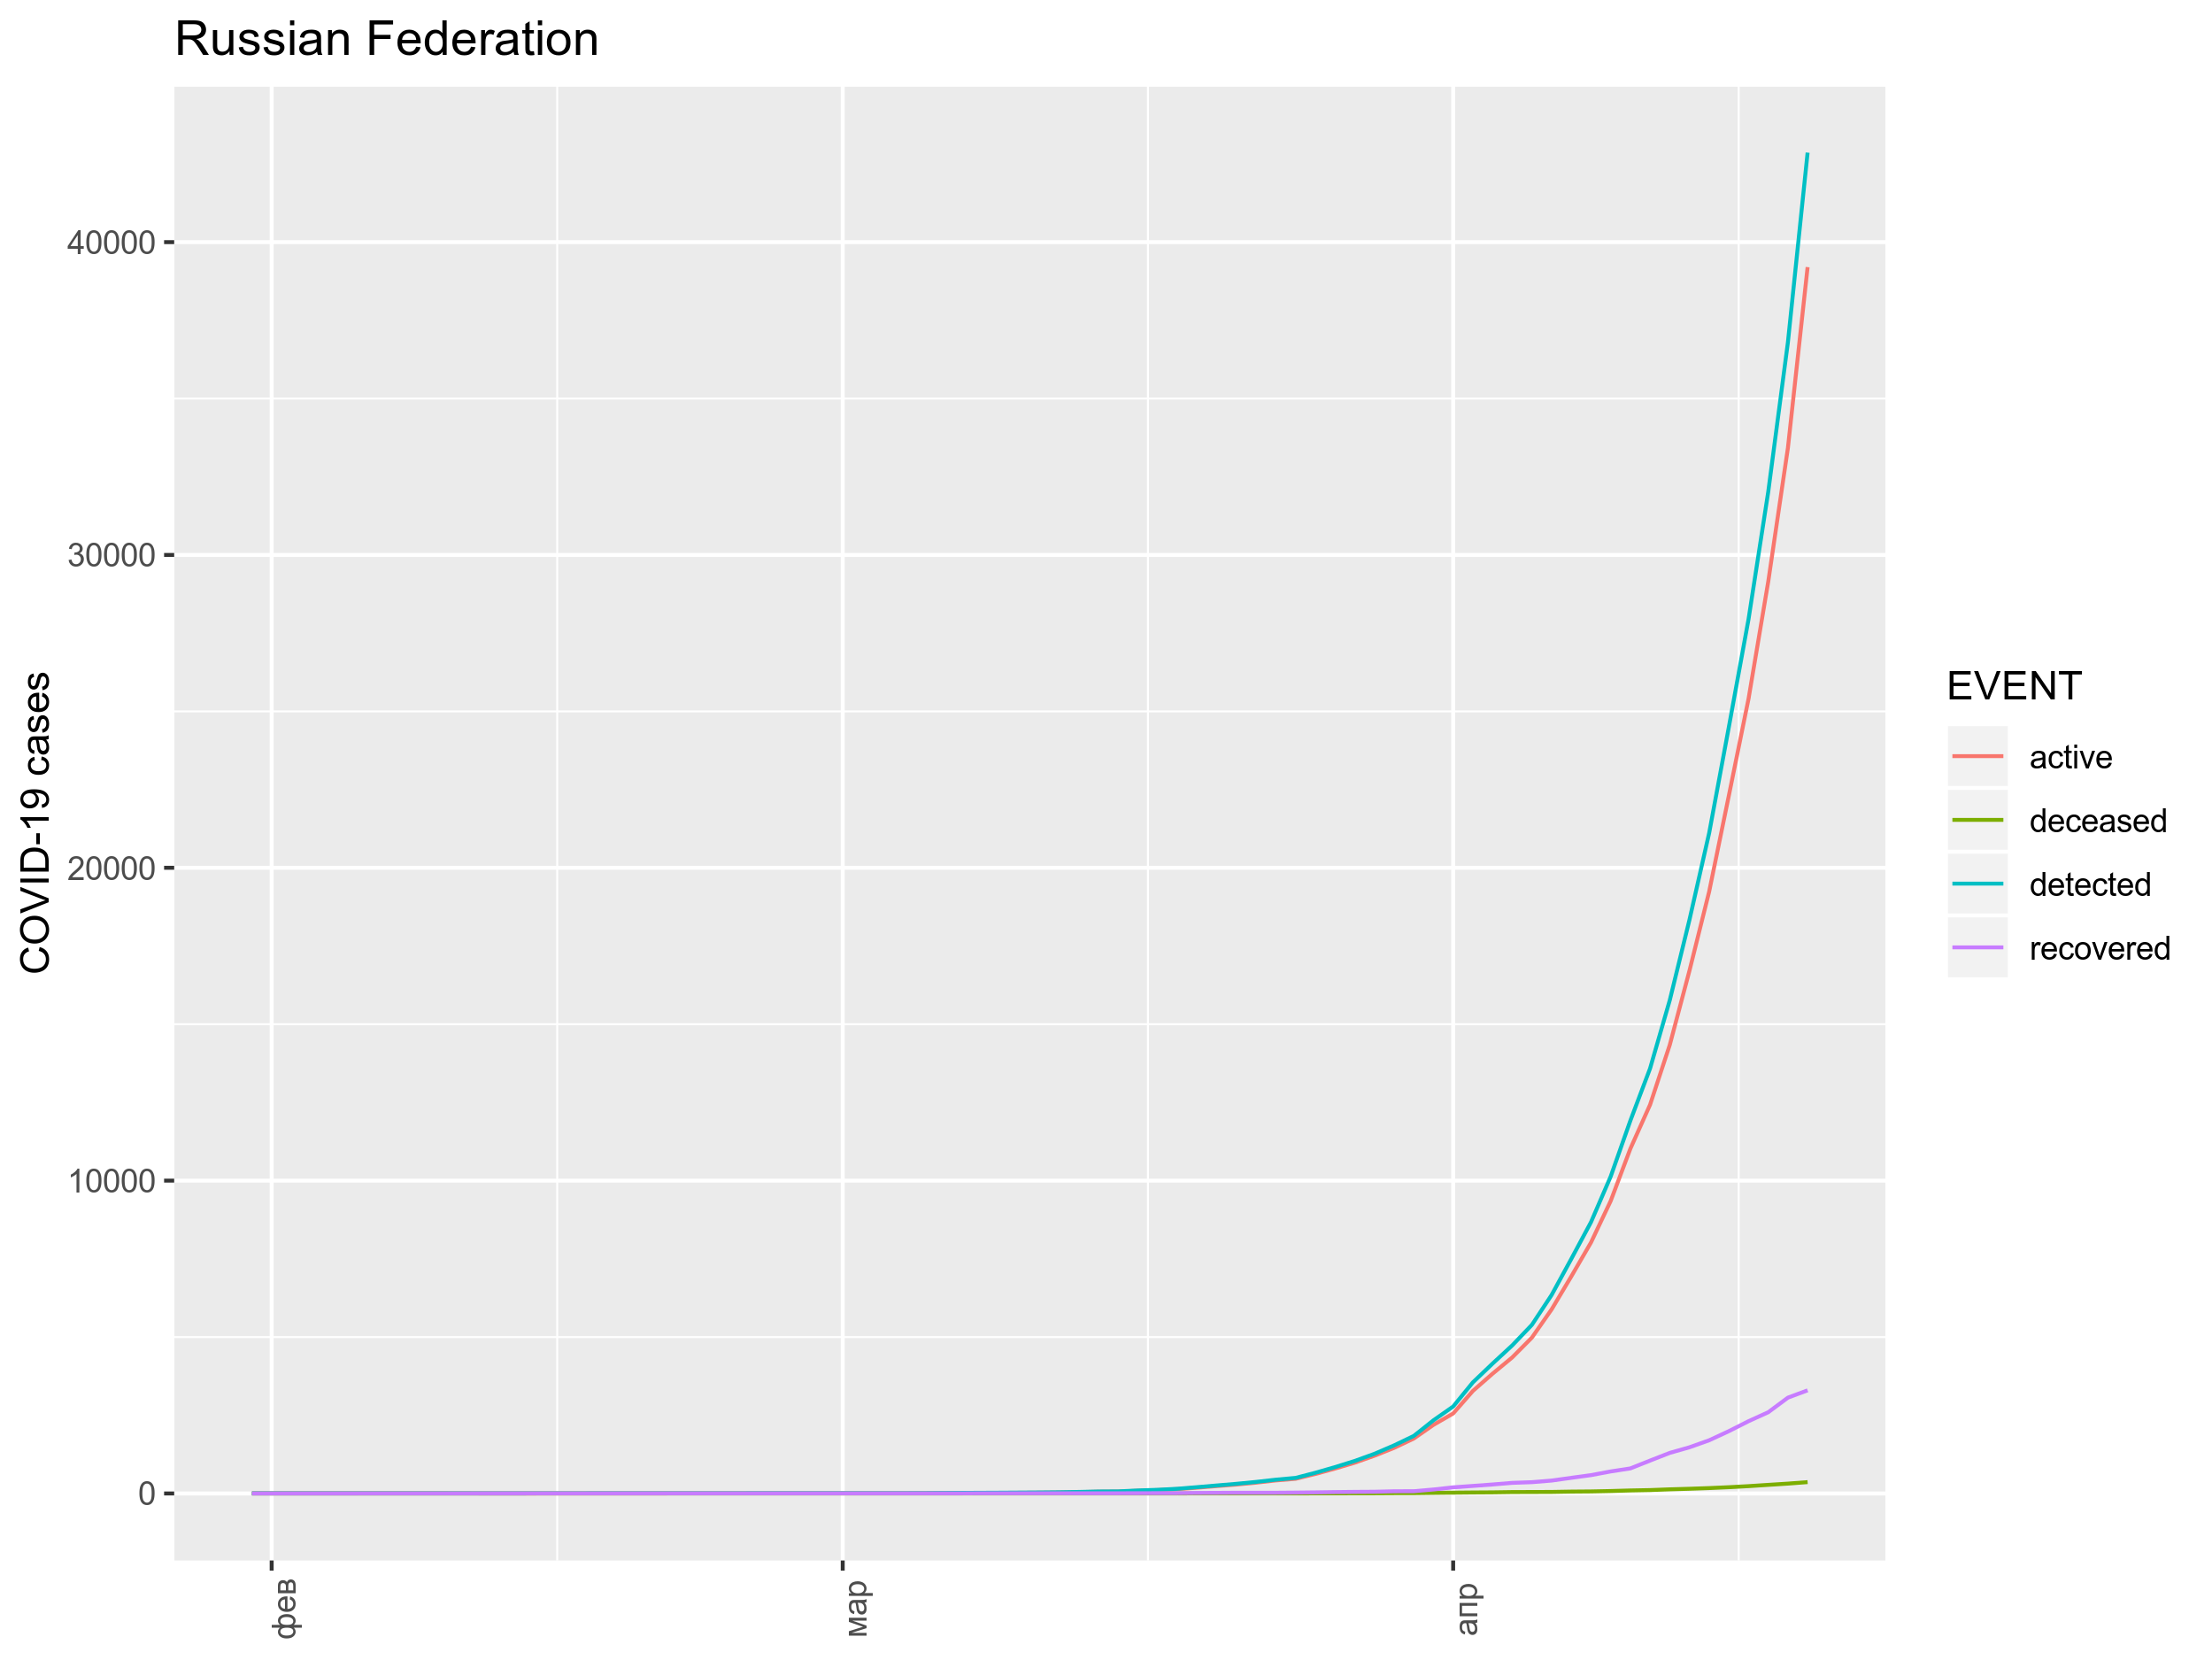 Russian Federation
COVID-19 cases
40000
30000
20000
10000
0
фев
мар
апр
EVENT
active
deceased
detected
recovered